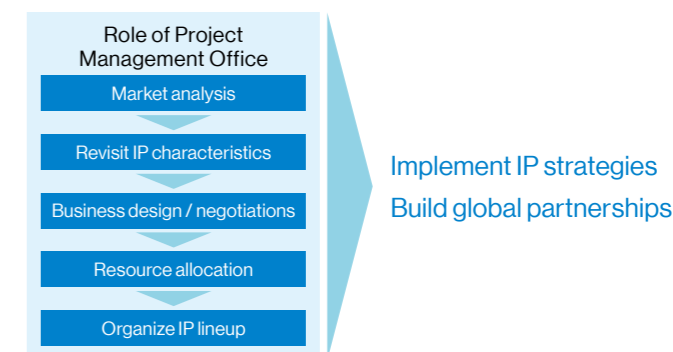 Role of Project
Management Office
Market analysis
Revisit IP characteristics
Business design / negotiations
Resource allocation
Organize IP lineup
Implement IP strategies
Build global partnerships